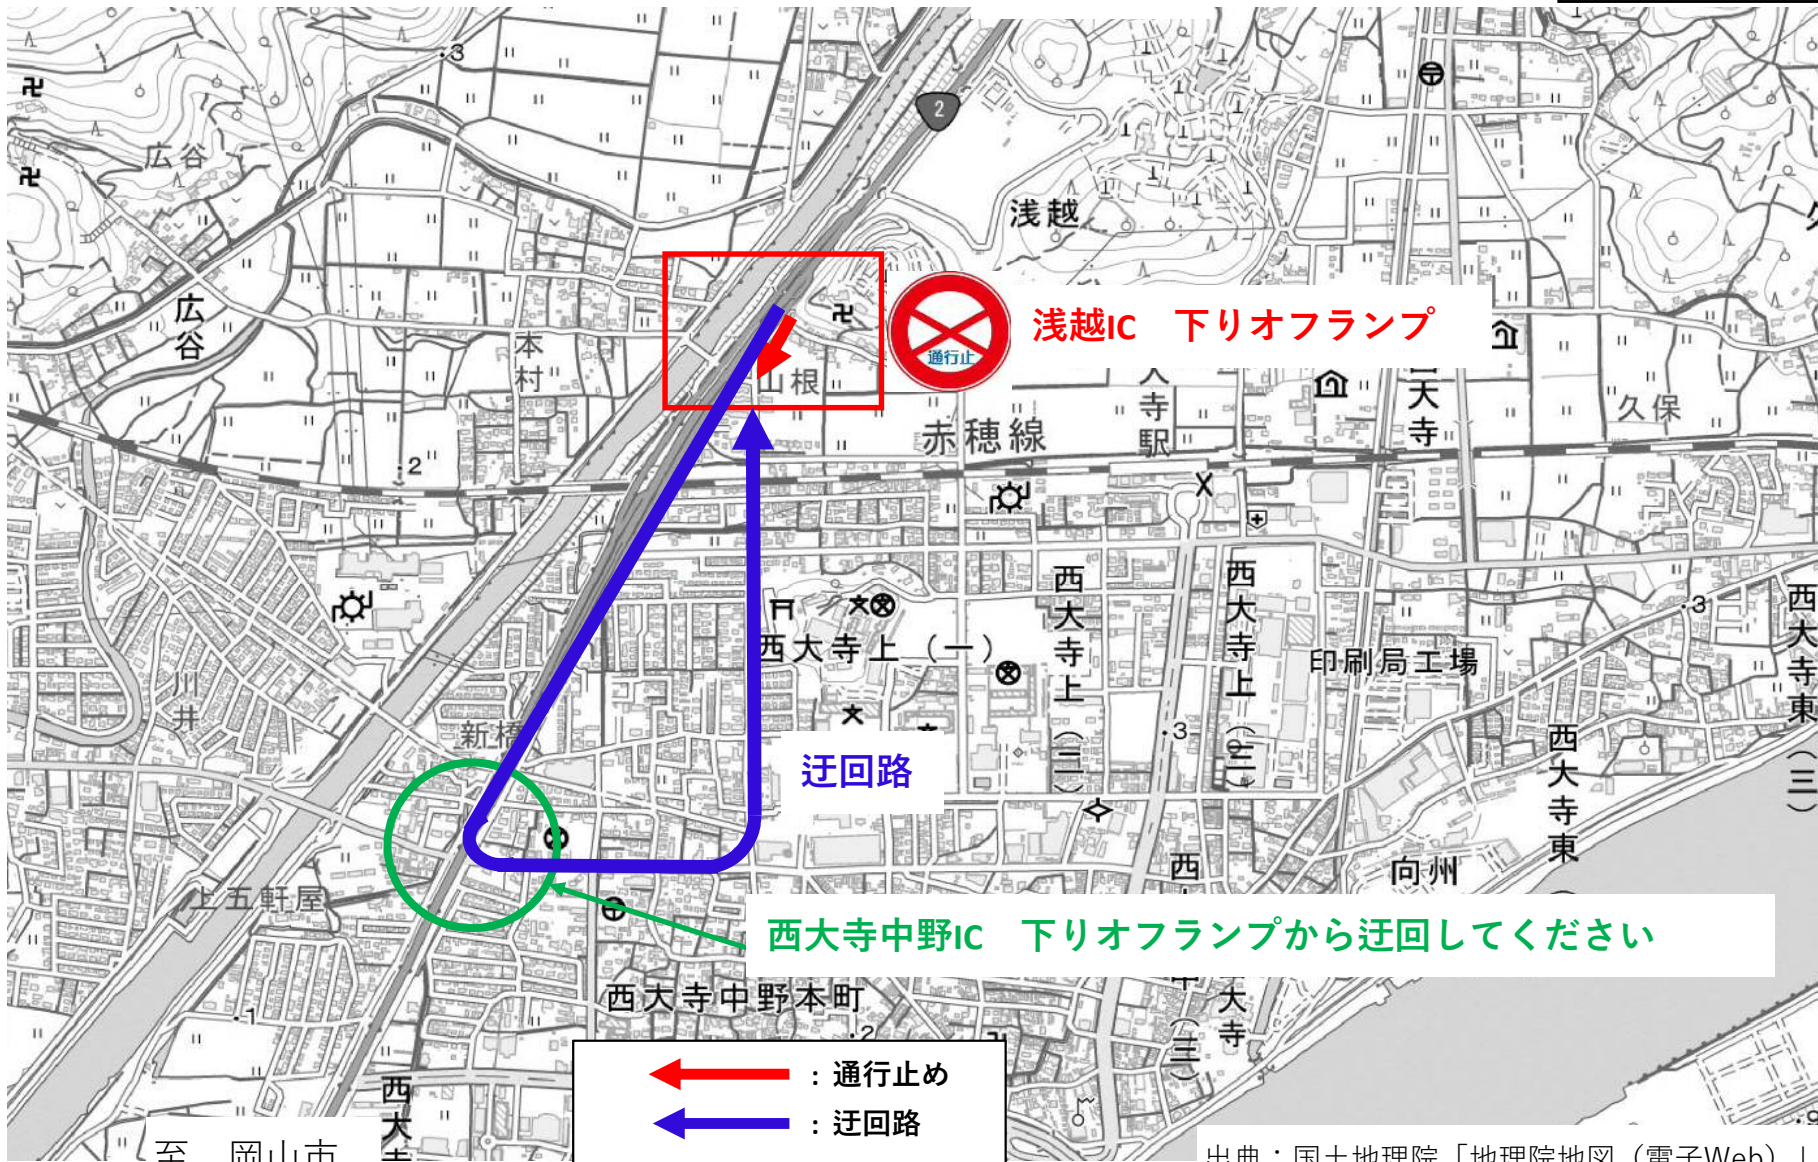 広谷
2
浅越
広谷
本村
通行止
浅越IC　下りオフランプ
山根
大寺駅
西大寺
久保
赤穂線
西大寺上（一）
西大寺上（二）
西大寺上（三）
印刷局工場
西大寺東（三）
川井
新橋
迂回路
西大寺東
向州
上五軒屋
西大寺中野IC　下りオフランプから迂回してください
西大寺中野本町
大寺
：通行止め
：迂回路
至　岡山市
出典：国土地理院「地理院地図（電子Web）」